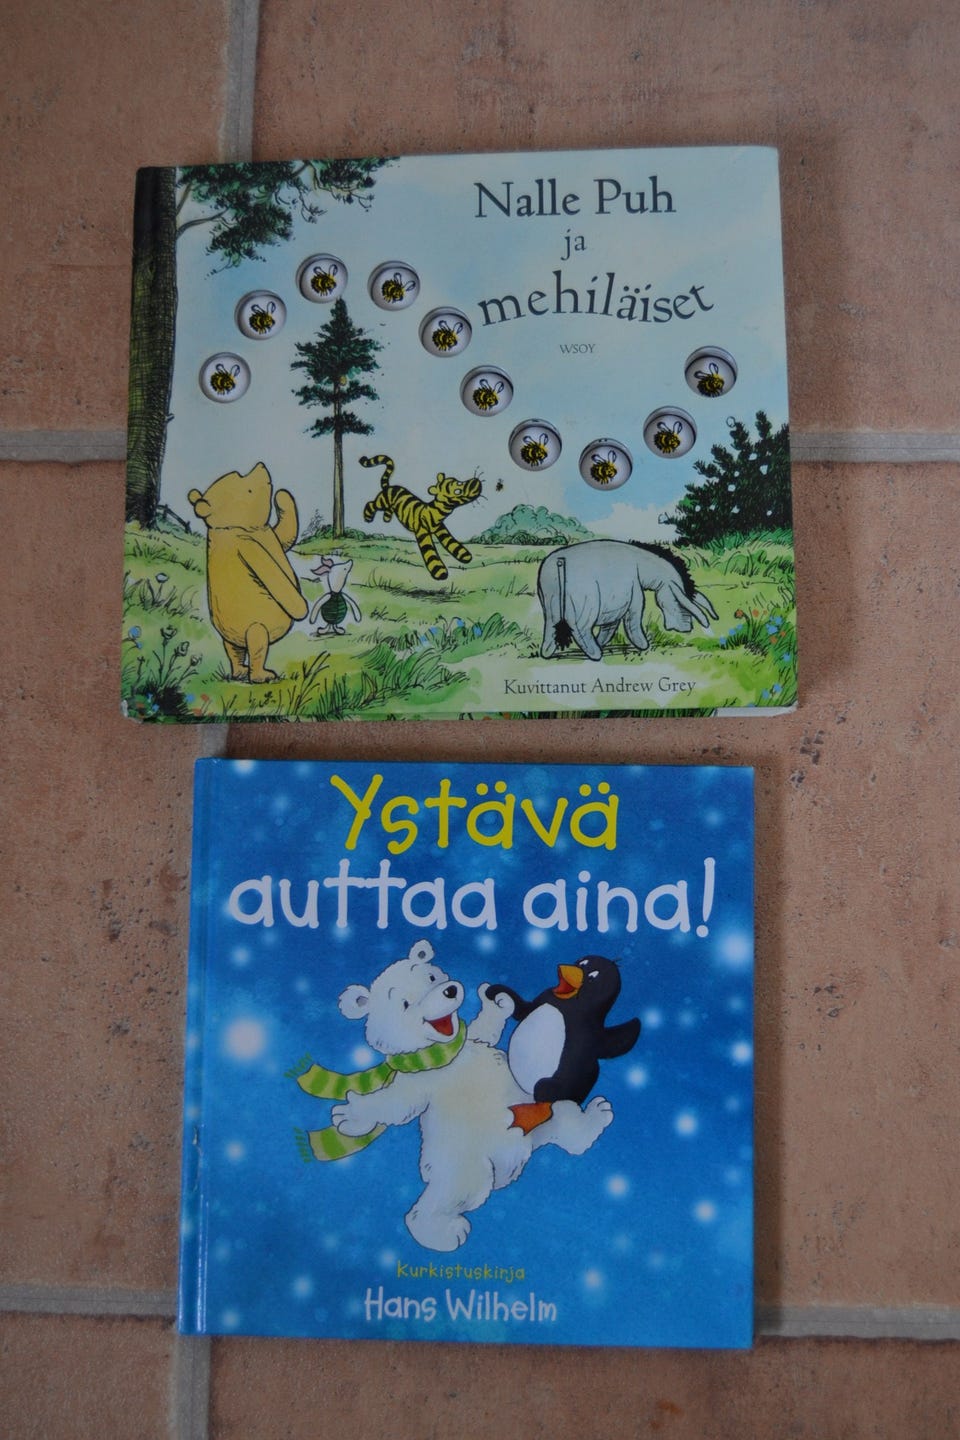 Nalle Puh
ja
mehiläiset
WSOY
Kuvittanut Andrew Grey
Ystävä
auttaa aina!
Kurkistuskirja
Hans Wilhelm